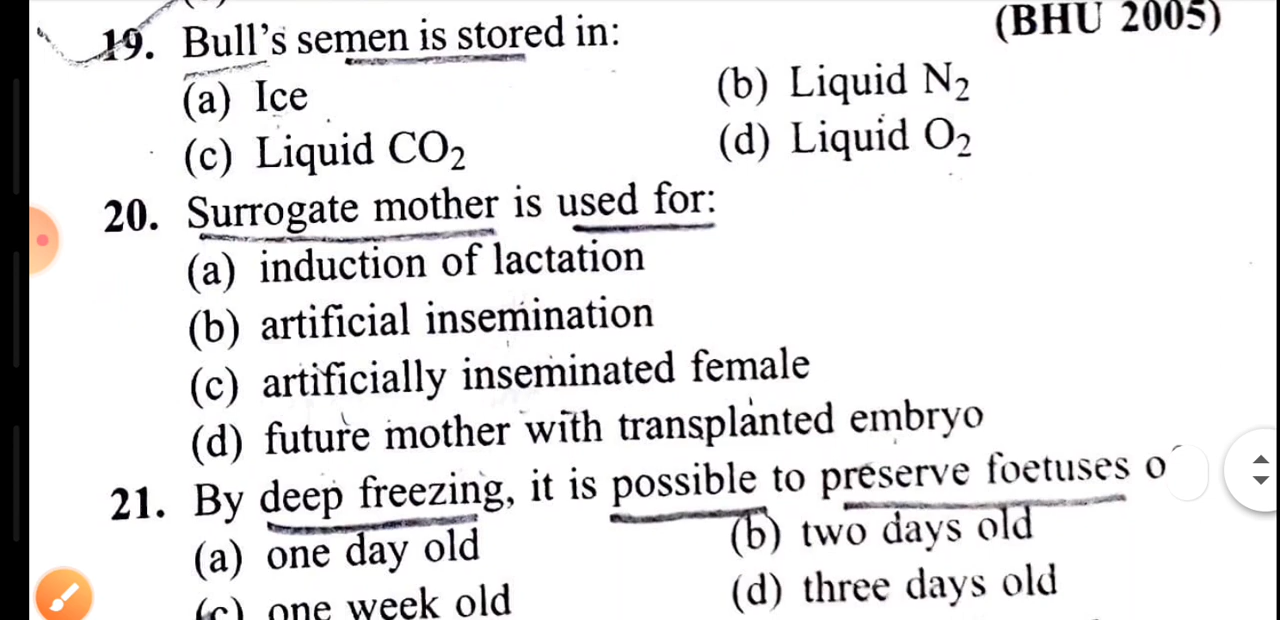 (BHU 2005)
19. Bull's semen is stored in:
(a) Ice (b) Liquid N₂
(c) Liquid CO₂ (d) Liquid O₂
20. Surrogate mother is used for:
(a) induction of lactation
(b) artificial insemination
(c) artificially inseminated female
(d) future mother with transplanted embryo
21. By deep freezing, it is possible to preserve foetuses
(a) one day old (b) two days old
(c) one week old (d) three days old